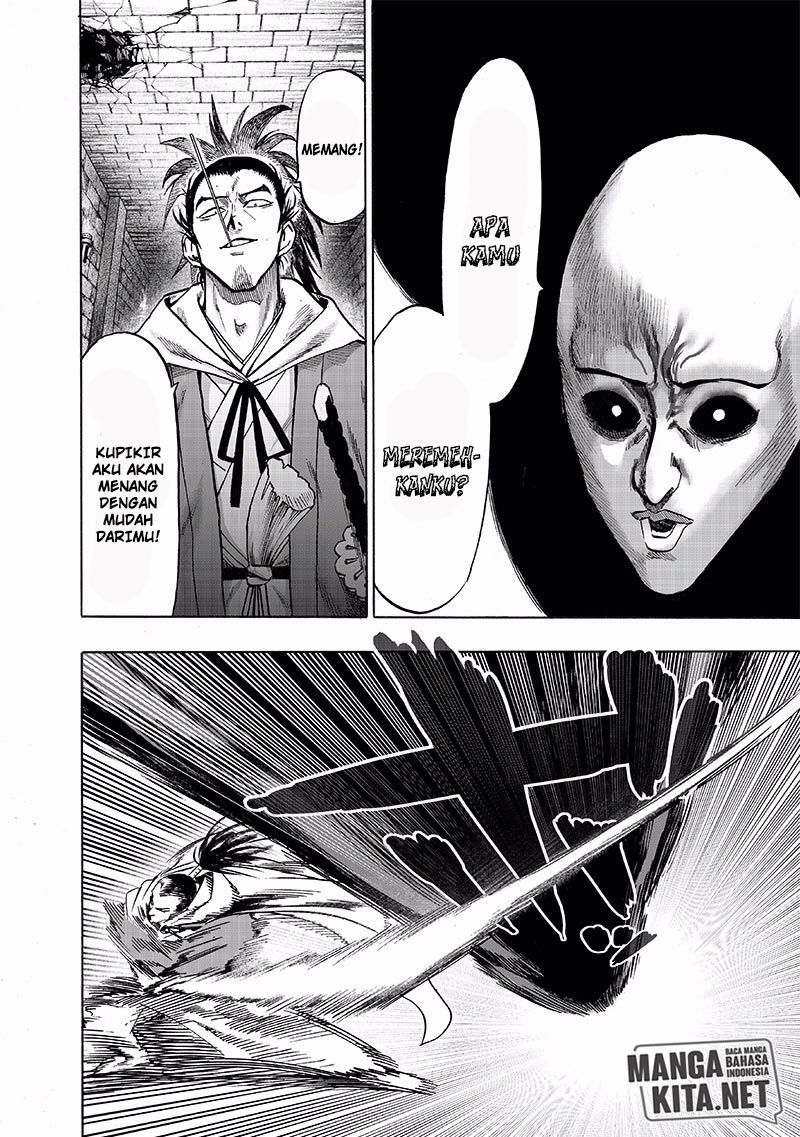 APA
KAMU
MEREMEH-
KANKU?
MEMANG!
KUPIKIR
AKU AKAN
MENANG
DENGAN
MUDAH
DARIMU!
MANGA
KITA.NET
BACA MANGA
BAHASA
INDONESIA